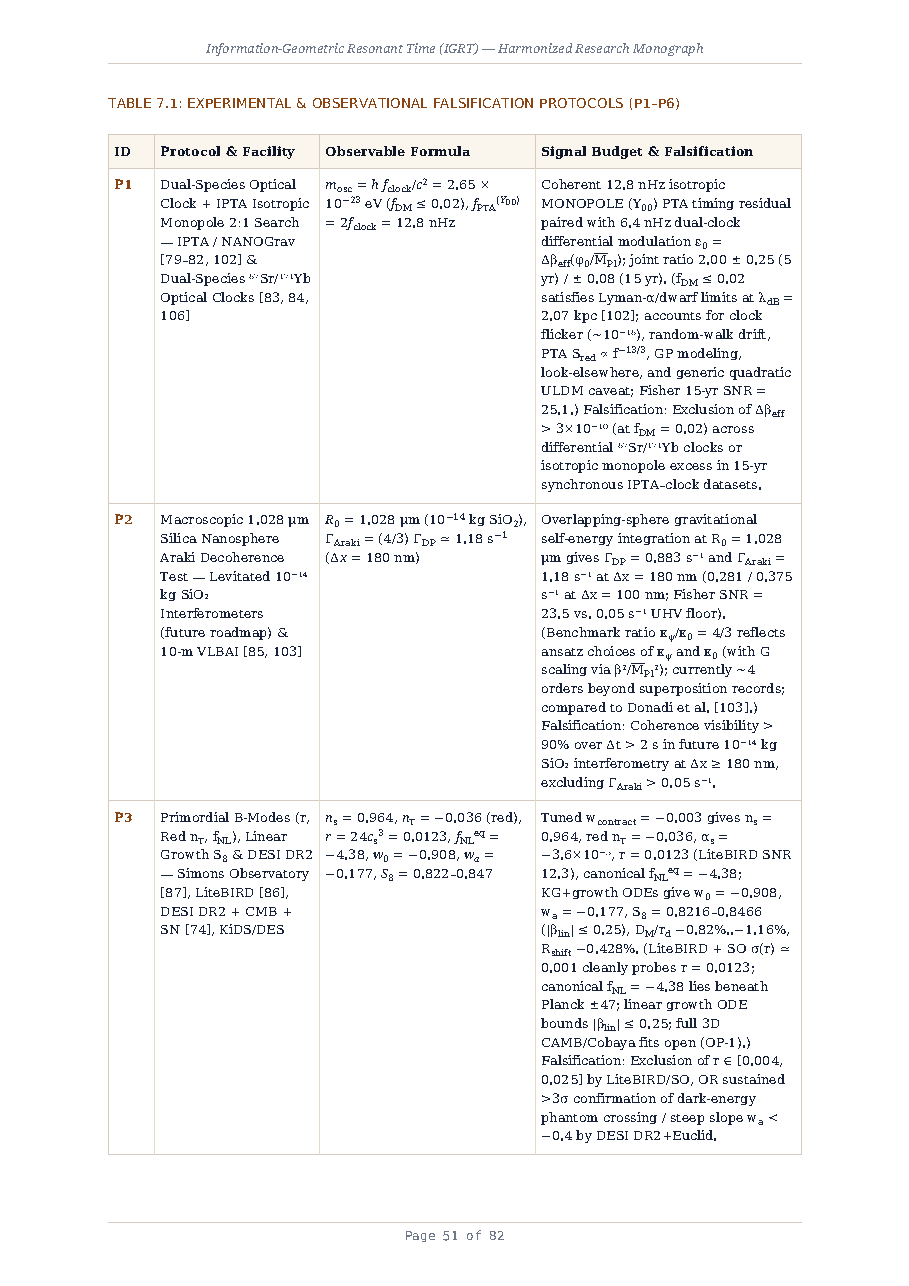 Information-Geometric Resonant Time (IGRT) — Harmonized Research Monograph
TABLE 7.1: EXPERIMENTAL & OBSERVATIONAL FALSIFICATION PROTOCOLS (P1–P6)
ID
Protocol & Facility
Observable Formula
Signal Budget & Falsification
P1
Dual-Species Optical
Clock + IPTA Isotropic
Monopole 2:1 Search
— IPTA / NANOGrav
[79–82, 102] &
Dual-Species ⁸⁷Sr/¹⁷¹Yb
Optical Clocks [83, 84,
106]
m_osc = h f_clock/c² = 2.65 ×
10⁻²³ eV (f_DM ≤ 0.02), f_PTA^(Y₀₀)
= 2f_clock = 12.8 nHz
Coherent 12.8 nHz isotropic
MONOPOLE (Y₀₀) PTA timing residual
paired with 6.4 nHz dual-clock
differential modulation ε₀ =
Δβ_eff(φ₀/M̅_Pl); joint ratio 2.00 ± 0.25 (5
yr) / ± 0.08 (15 yr). (f_DM ≤ 0.02
satisfies Lyman-α/dwarf limits at λ_dB =
2.07 kpc [102]; accounts for clock
flicker (~10⁻¹⁸), random-walk drift,
PTA S_red ∝ f^−13/3, GP modeling,
look-elsewhere, and generic quadratic
ULDM caveat; Fisher 15-yr SNR =
25.1.) Falsification: Exclusion of Δβ_eff
> 3×10⁻¹⁰ (at f_DM = 0.02) across
differential ⁸⁷Sr/¹⁷¹Yb clocks or
isotropic monopole excess in 15-yr
synchronous IPTA–clock datasets.
P2
Macroscopic 1.028 μm
Silica Nanosphere
Araki Decoherence
Test — Levitated 10⁻¹⁴
kg SiO₂
Interferometers
(future roadmap) &
10-m VLBAI [85, 103]
R₀ = 1.028 μm (10⁻¹⁴ kg SiO₂),
Γ_Araki = (4/3) Γ_DP ≃ 1.18 s⁻¹
(Δx = 180 nm)
Overlapping-sphere gravitational
self-energy integration at R₀ = 1.028
μm gives Γ_DP = 0.883 s⁻¹ and Γ_Araki =
1.18 s⁻¹ at Δx = 180 nm (0.281 / 0.375
s⁻¹ at Δx = 100 nm; Fisher SNR =
23.5 vs. 0.05 s⁻¹ UHV floor).
(Benchmark ratio κ_ψ/κ₀ = 4/3 reflects
ansatz choices of κ_ψ and κ₀ (with G
scaling via β²/M̅_Pl²); currently ~4
orders beyond superposition records;
compared to Donadi et al. [103].)
Falsification: Coherence visibility >
90% over Δt > 2 s in future 10⁻¹⁴ kg
SiO₂ interferometry at Δx ≥ 180 nm,
excluding Γ_Araki > 0.05 s⁻¹.
P3
Primordial B-Modes (r,
Red n_T, f_NL), Linear
Growth S₈ & DESI DR2
— Simons Observatory
[87], LiteBIRD [86],
DESI DR2 + CMB +
SN [74], KiDS/DES
n_s = 0.964, n_T = −0.036 (red),
r = 24c_s³ = 0.0123, f_NL^eq =
−4.38, w₀ = −0.908, w_a =
−0.177, S₈ = 0.822–0.847
Tuned w_contract = −0.003 gives n_s =
0.964, red n_T = −0.036, α_s =
r = 0.0123 (LiteBIRD SNR
12.3), canonical f_NL^eq = −4.38;
KG+growth ODEs give w₀ = −0.908,
w_a = −0.177, S₈ = 0.8216–0.8466
(|β_lin| ≤ 0.25), D_M/r_d −0.82%..−1.16%,
R_shift −0.428%. (LiteBIRD + SO σ(r) ≃
0.001 cleanly probes r = 0.0123;
canonical f_NL = −4.38 lies beneath
Planck ±47; linear growth ODE
bounds |β_lin| ≤ 0.25; full 3D
CAMB/Cobaya fits open (OP-1).)
Falsification: Exclusion of r ∈ [0.004,
0.025] by LiteBIRD/SO, OR sustained
>3σ confirmation of dark-energy
phantom crossing / steep slope w_a <
−0.4 by DESI DR2+Euclid.
Page 51 of 82